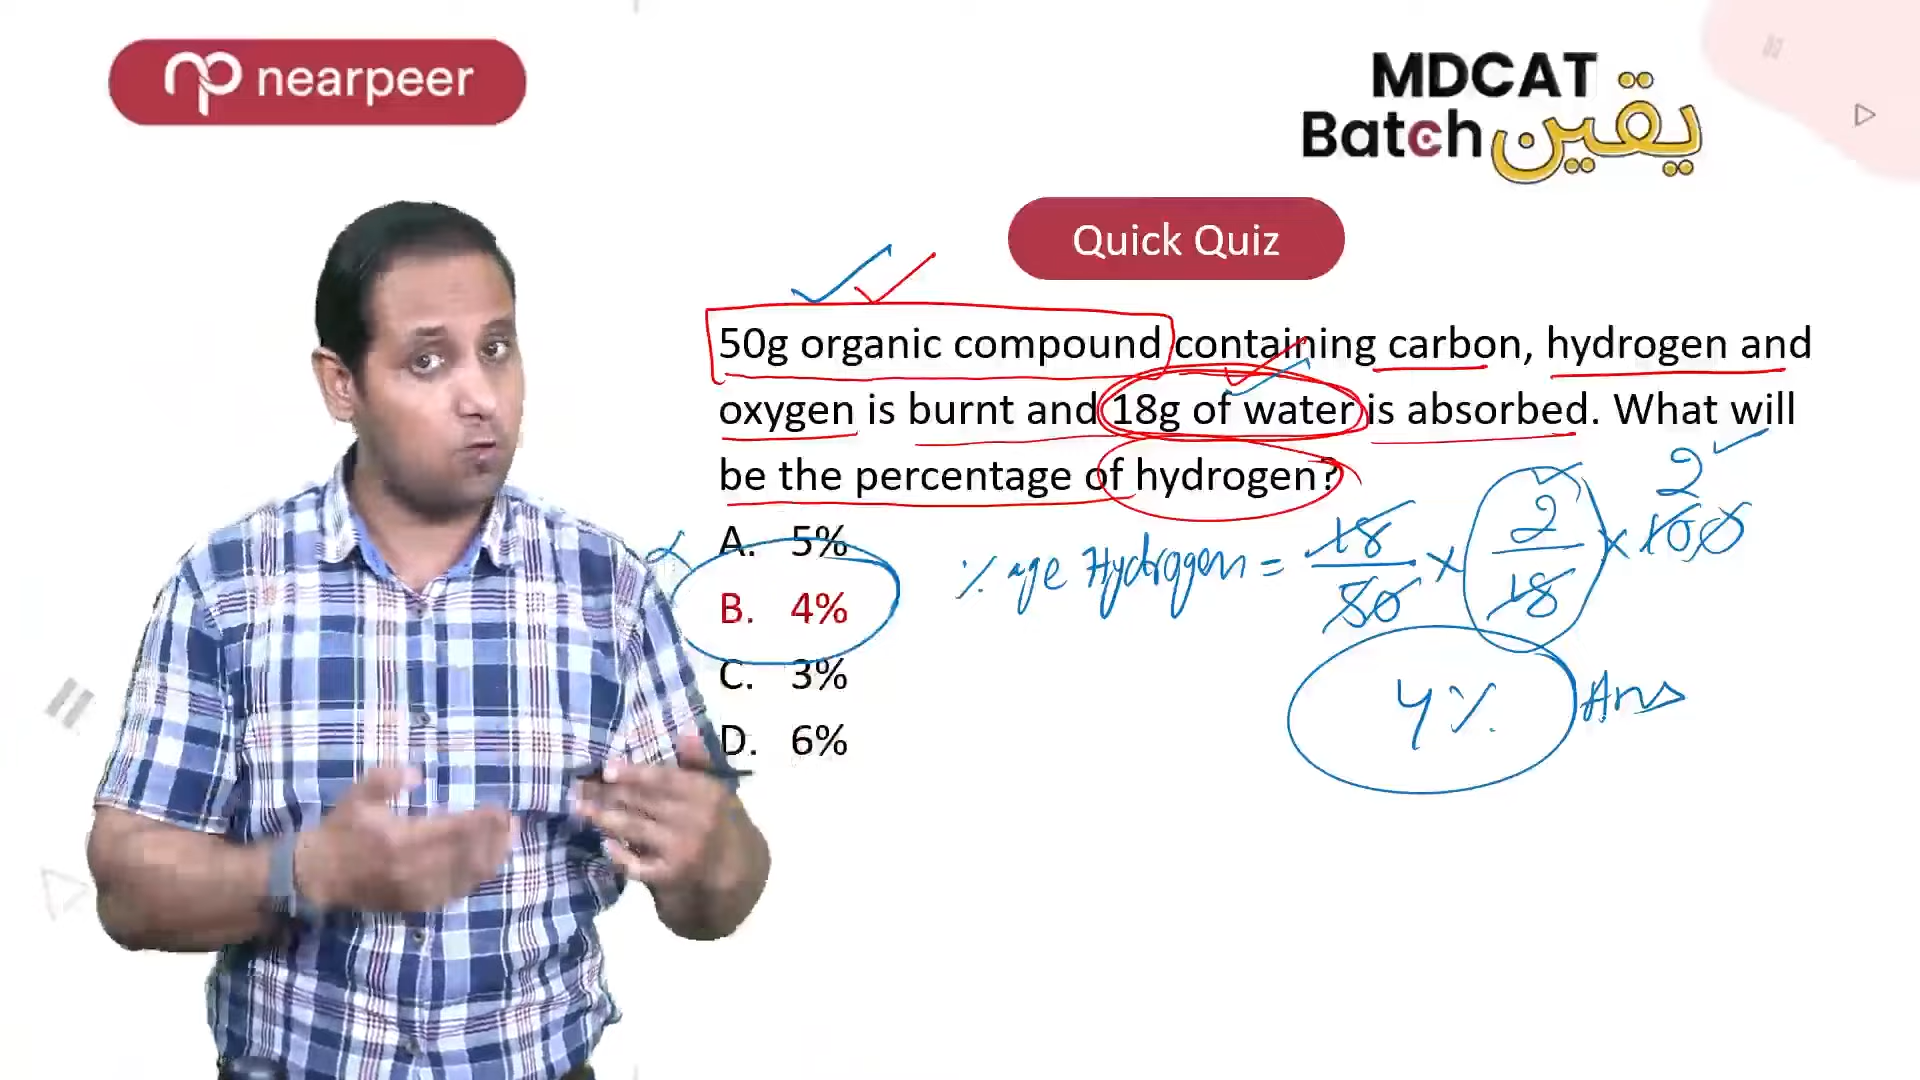 nearpeer
MDCAT
Batch یقین
Quick Quiz
50g organic compound containing carbon, hydrogen and
oxygen is burnt and 18g of water is absorbed. What will
be the percentage of hydrogen?
A. 5%
B. 4%
C. 3%
D. 6%
% age Hydrogen = 18/50 × 2/18 × 100
2
4% Ans